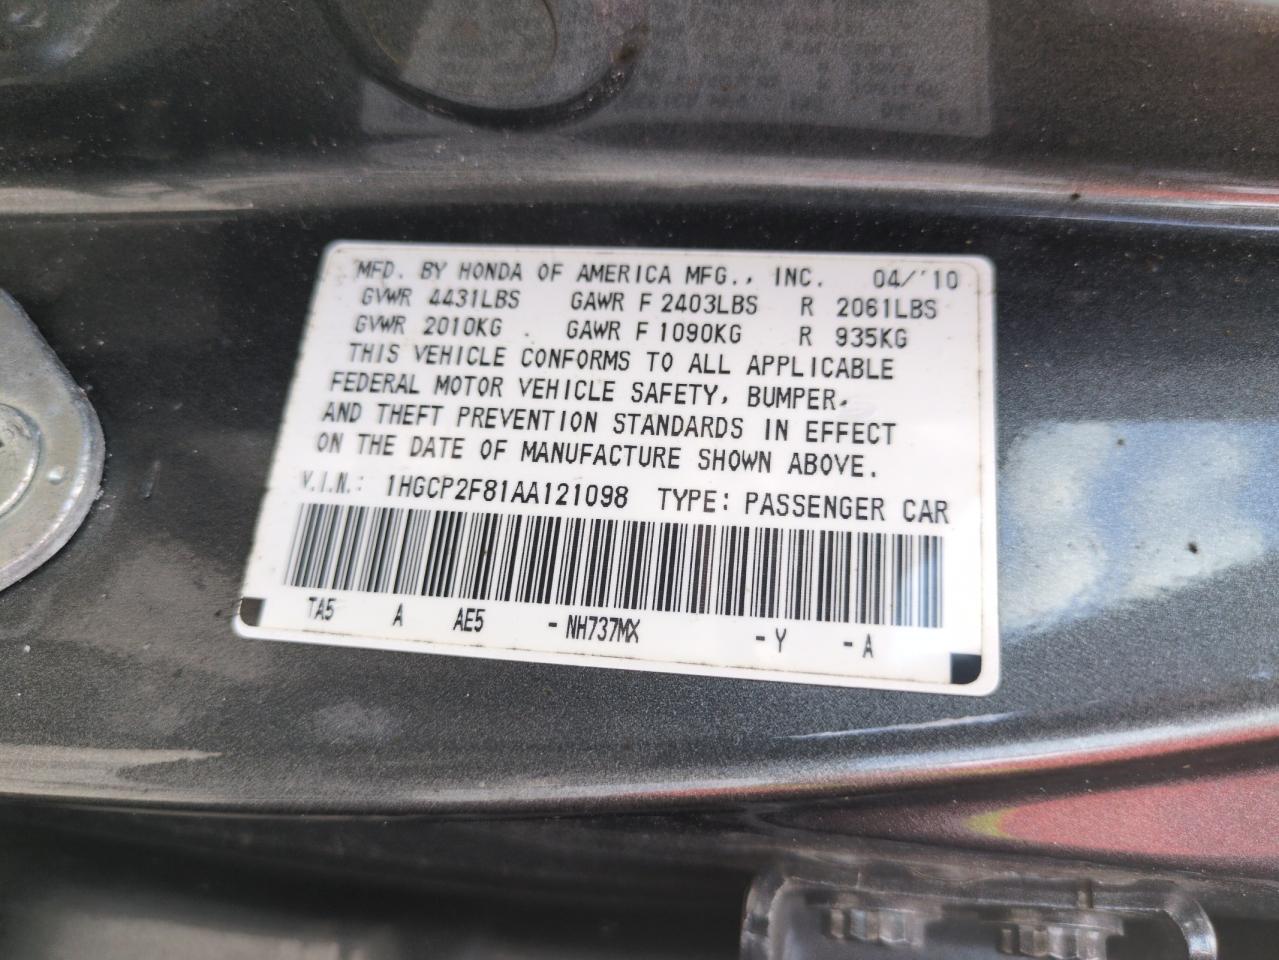 MFD. BY HONDA OF AMERICA MFG., INC. 04/'10
GVWR 4431LBS GAWR F 2403LBS R 2061LBS
GVWR 2010KG GAWR F 1090KG R 935KG
THIS VEHICLE CONFORMS TO ALL APPLICABLE
FEDERAL MOTOR VEHICLE SAFETY, BUMPER,
AND THEFT PREVENTION STANDARDS IN EFFECT
ON THE DATE OF MANUFACTURE SHOWN ABOVE.
V.I.N.: 1HGCP2F81AA121098 TYPE: PASSENGER CAR
TA5 A AE5 -NH737MX -Y -A